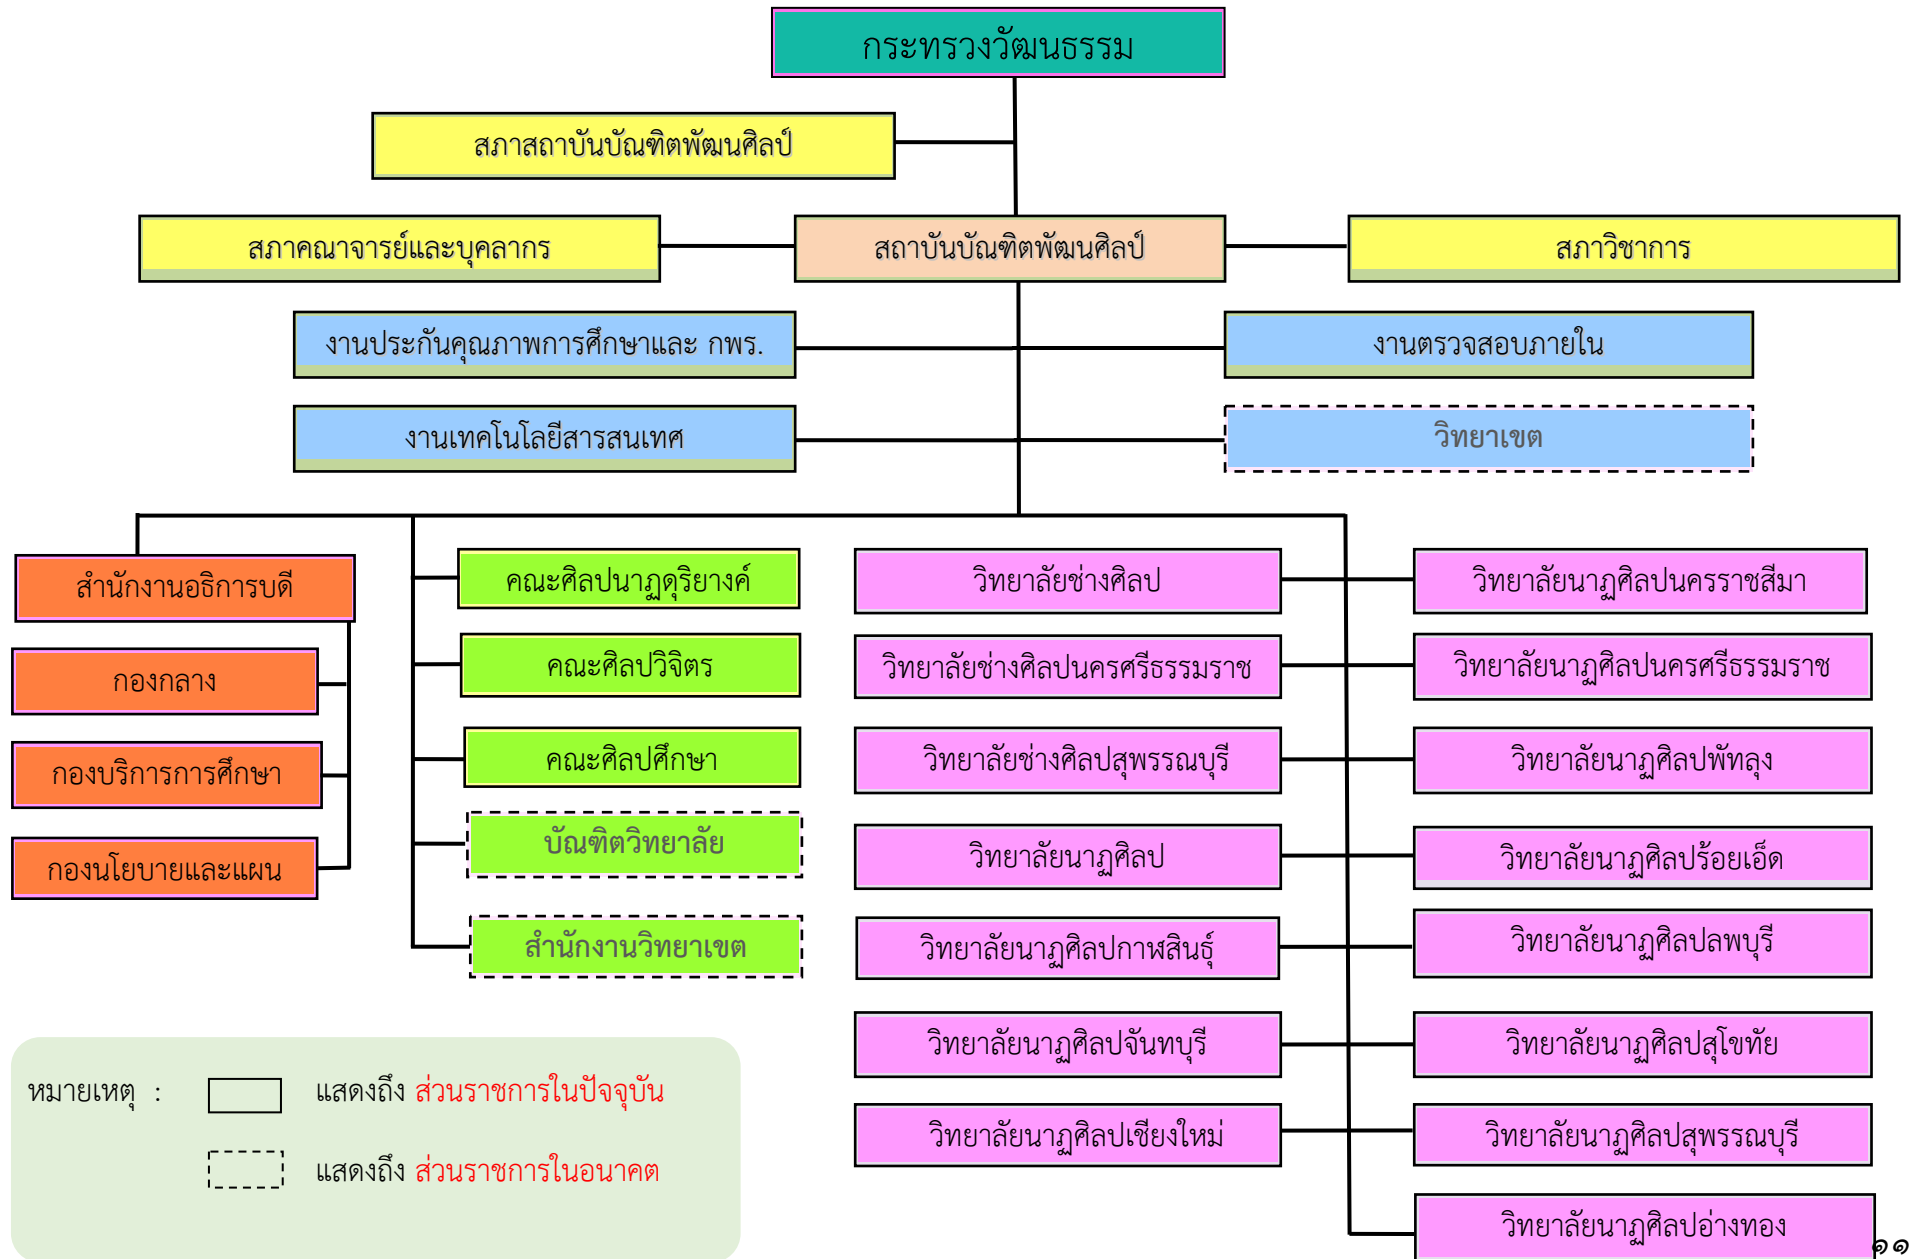 กระทรวงวัฒนธรรม
สภาสถาบันบัณฑิตพัฒนศิลป์
สภาคณาจารย์และบุคลากร
สถาบันบัณฑิตพัฒนศิลป์
สภาวิชาการ
งานประกันคุณภาพการศึกษาและ กพร.
งานตรวจสอบภายใน
งานเทคโนโลยีสารสนเทศ
วิทยาเขต
สำนักงานอธิการบดี
กองกลาง
กองบริการการศึกษา
กองนโยบายและแผน
คณะศิลปนาฏดุริยางค์
คณะศิลปวิจิตร
คณะศิลปศึกษา
บัณฑิตวิทยาลัย
สำนักงานวิทยาเขต
วิทยาลัยช่างศิลป
วิทยาลัยช่างศิลปนครศรีธรรมราช
วิทยาลัยช่างศิลปสุพรรณบุรี
วิทยาลัยนาฏศิลป
วิทยาลัยนาฏศิลปกาฬสินธุ์
วิทยาลัยนาฏศิลปจันทบุรี
วิทยาลัยนาฏศิลปเชียงใหม่
วิทยาลัยนาฏศิลปนครราชสีมา
วิทยาลัยนาฏศิลปนครศรีธรรมราช
วิทยาลัยนาฏศิลปพัทลุง
วิทยาลัยนาฏศิลปร้อยเอ็ด
วิทยาลัยนาฏศิลปลพบุรี
วิทยาลัยนาฏศิลปสุโขทัย
วิทยาลัยนาฏศิลปสุพรรณบุรี
วิทยาลัยนาฏศิลปอ่างทอง
หมายเหตุ : แสดงถึง ส่วนราชการในปัจจุบัน
แสดงถึง ส่วนราชการในอนาคต
๑๑